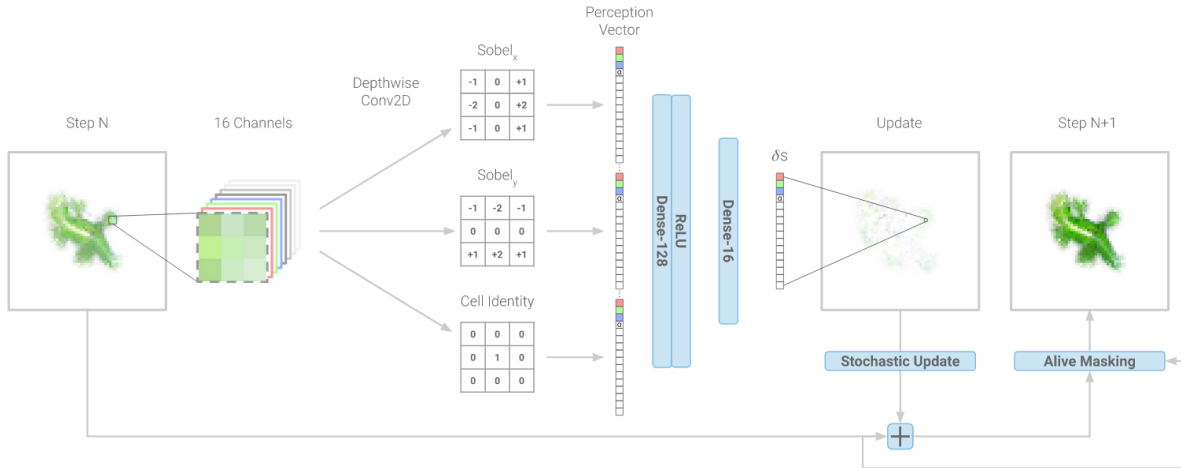 Perception
Vector
Sobelx
Depthwise
Conv2D
-1 0 +1
-2 0 +2
-1 0 +1
Step N
16 Channels
Sobely
-1 -2 -1
0 0 0
+1 +2 +1
Cell Identity
0 0 0
0 1 0
0 0 0
α
α
α
Dense-128
ReLU
Dense-16
δs
α
Update
Step N+1
Stochastic Update
Alive Masking
+